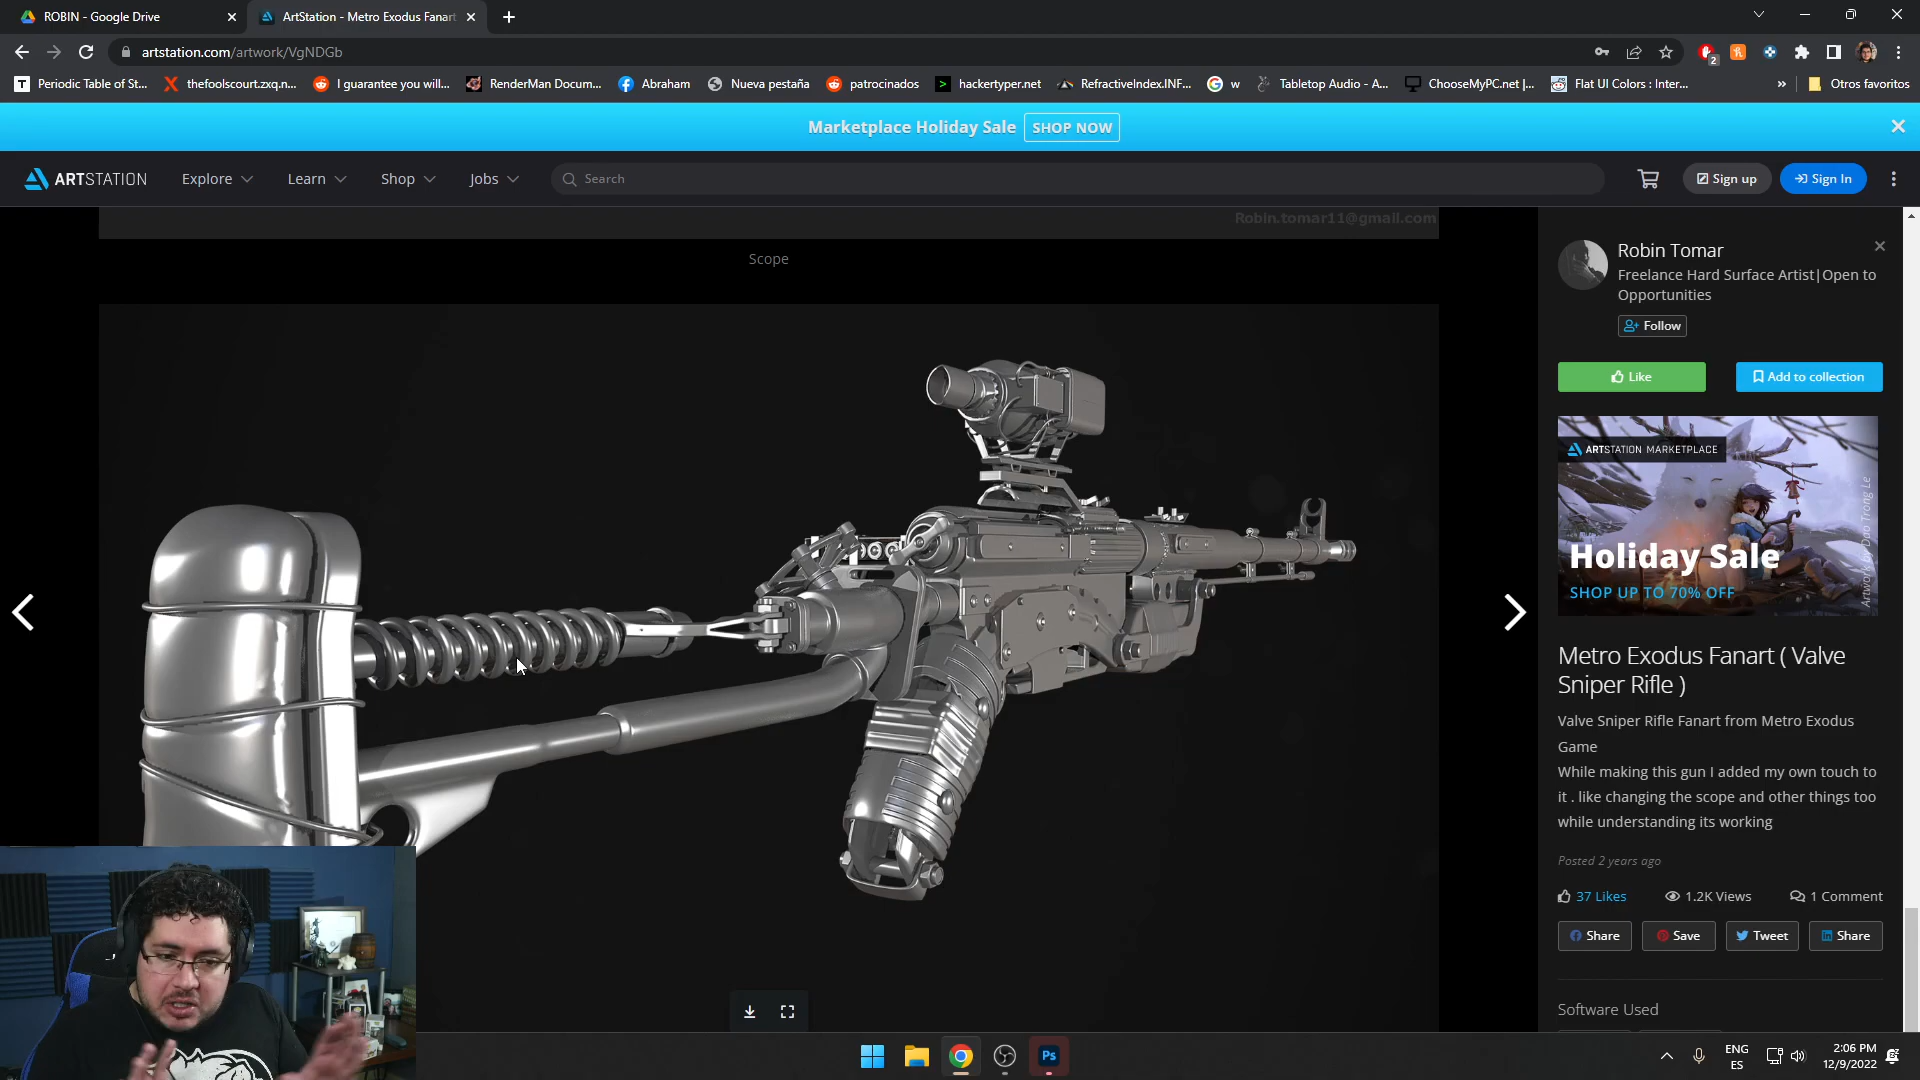 ROBIN - Google Drive
ArtStation - Metro Exodus Fanart
artstation.com/artwork/VgNDGb
2
Periodic Table of St...
thefoolscourt.zxq.n...
I guarantee you will...
RenderMan Docum...
Abraham
Nueva pestaña
patrocinados
hackertyper.net
RefractiveIndex.INF...
w
Tabletop Audio - A...
ChooseMyPC.net |...
Flat UI Colors : Inter...
»
Otros favoritos
Marketplace Holiday Sale
SHOP NOW
ARTSTATION
Explore
Learn
Shop
Jobs
Search
Sign up
Sign In
Robin.tomar11@gmail.com
Scope
Robin Tomar
Freelance Hard Surface Artist|Open to
Opportunities
Follow
Like
Add to collection
ARTSTATION MARKETPLACE
Artwork by Dao Trong Le
Holiday Sale
SHOP UP TO 70% OFF
Metro Exodus Fanart ( Valve
Sniper Rifle )
Valve Sniper Rifle Fanart from Metro Exodus
Game
While making this gun I added my own touch to
it . like changing the scope and other things too
while understanding its working
Posted 2 years ago
37 Likes
1.2K Views
1 Comment
Share
Save
Tweet
Share
Software Used
Ps
ENG
ES
2:06 PM
12/9/2022